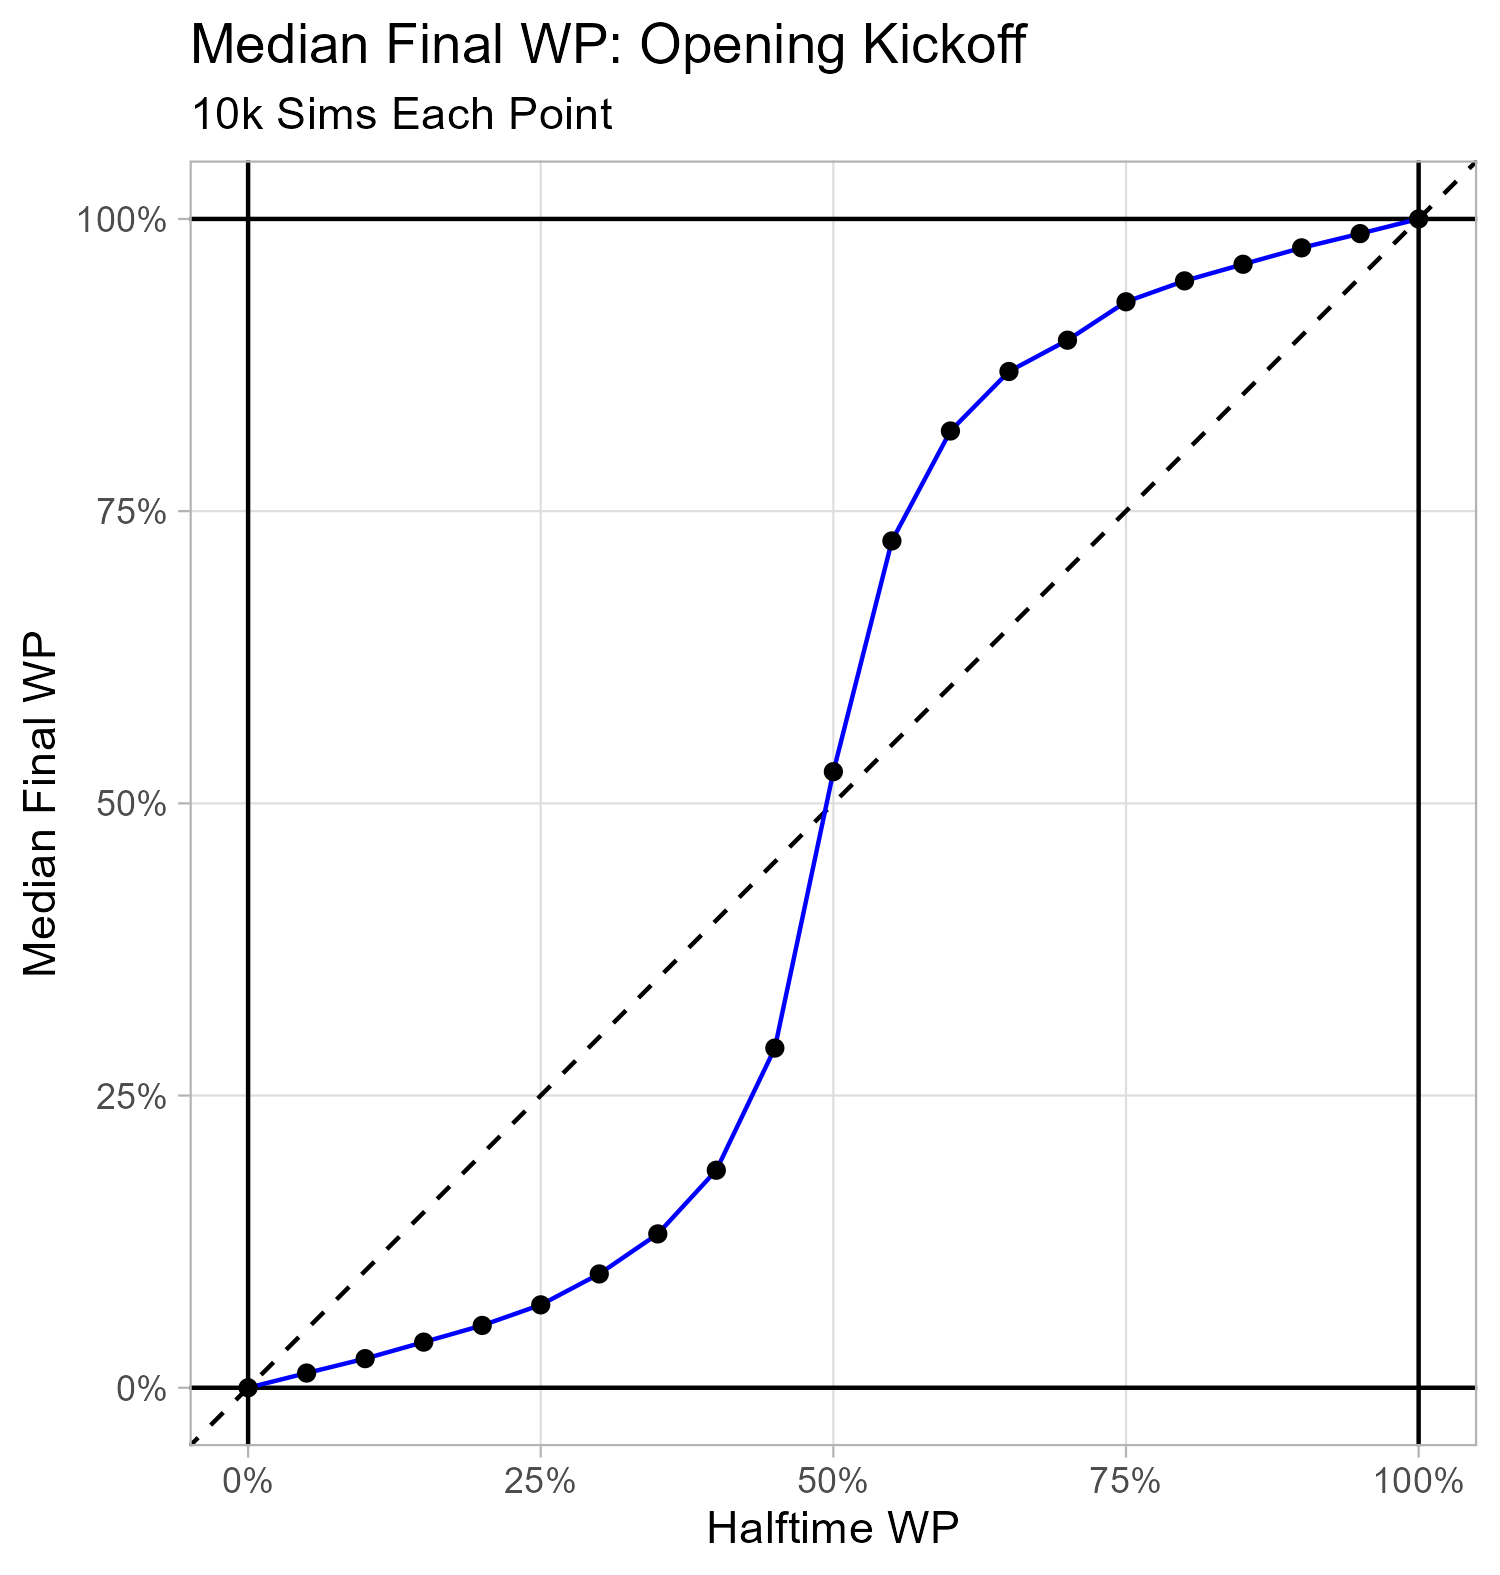 Median Final WP: Opening Kickoff
10k Sims Each Point
100%
75%
50%
25%
0%
Median Final WP
0%
25%
50%
75%
100%
Halftime WP